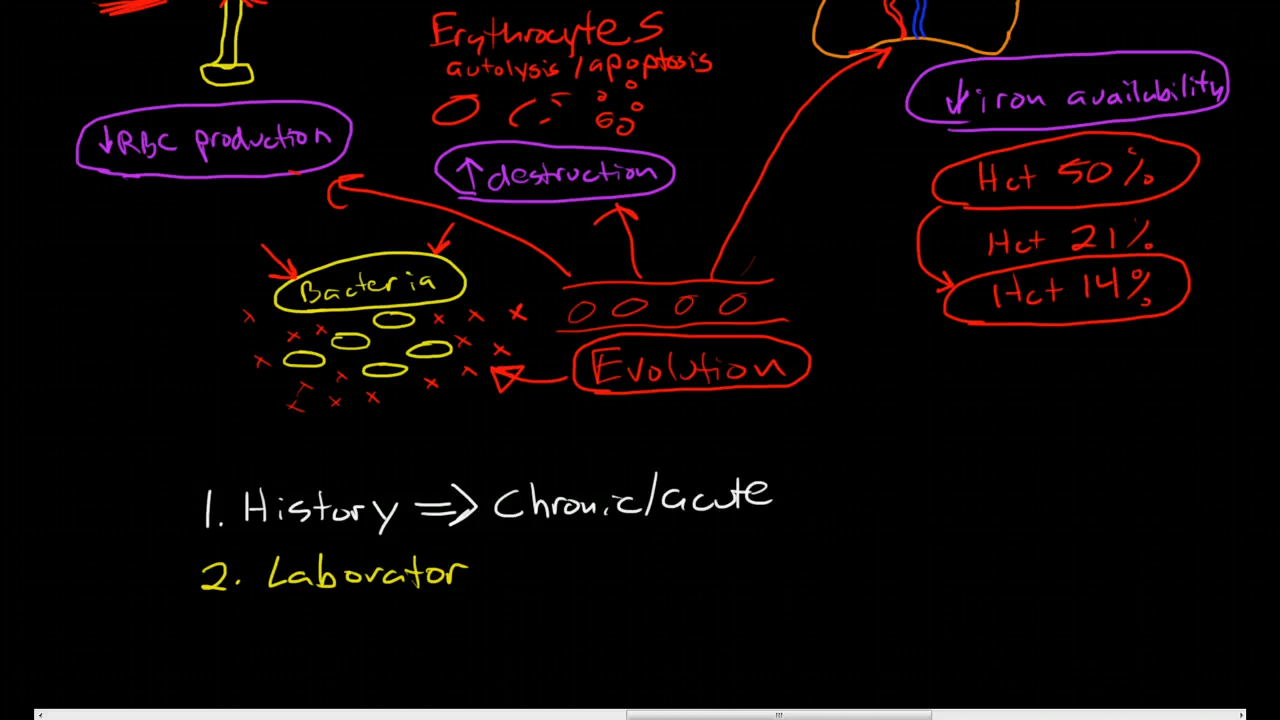 Erythrocytes
autolysis / apoptosis
↓ iron availability
↓RBC production
↑ destruction
Hct 50%
Hct 21%
Hct 14%
Bacteria
Evolution
1. History => Chronic/acute
2. Laborator